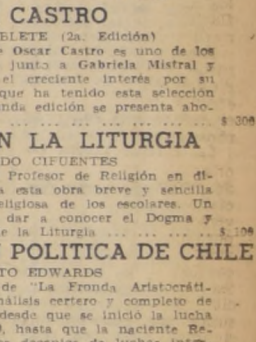 CASTRO
BLETE (2a. Edición)
e Oscar Castro es uno de los
junto a Gabriela Mistral y
el creciente interés por su
que ha tenido esta selección
nda edición se presenta aho-
... ... ... ... ... ... ... $ 300
N LA LITURGIA
DO CIFUENTES
Profesor de Religión en di-
a esta obra breve y sencilla
eligiosa de los escolares. Un
dar a conocer el Dogma y
e la Liturgia ... ... ... .. $ 100
POLITICA DE CHILE
TO EDWARDS
de "La Fronda Aristocráti-
nálisis certero y completo de
desde que se inició la lucha
hasta que la naciente Re-
de luchas